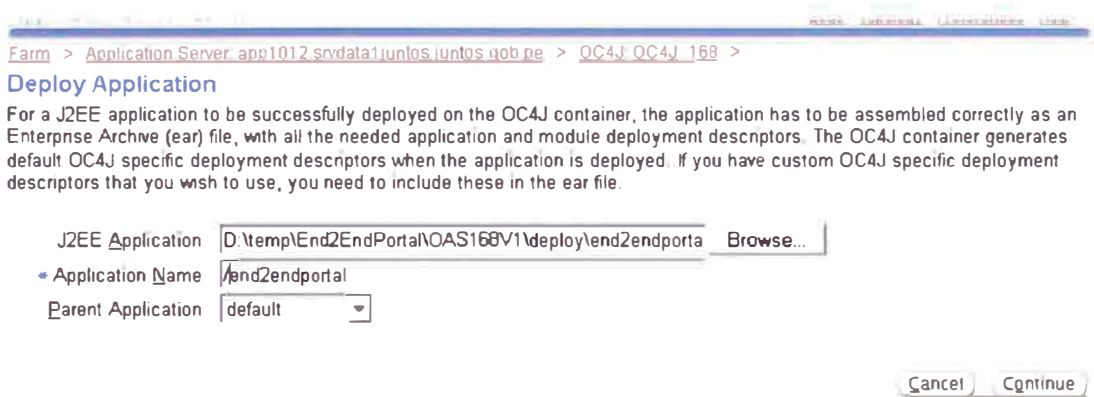 Farm > Application Server: app1012.srvdata1juntos.juntos.gob.pe > OC4J: OC4J_168 >
Deploy Application
For a J2EE application to be successfully deployed on the OC4J container, the application has to be assembled correctly as an
Enterprise Archive (ear) file, with all the needed application and module deployment descriptors. The OC4J container generates
default OC4J specific deployment descriptors when the application is deployed. If you have custom OC4J specific deployment
descriptors that you wish to use, you need to include these in the ear file.
J2EE Application D:\temp\End2EndPortal\OAS168V1\deploy\end2endporta Browse...
* Application Name /end2endportal
Parent Application default
Cancel Continue